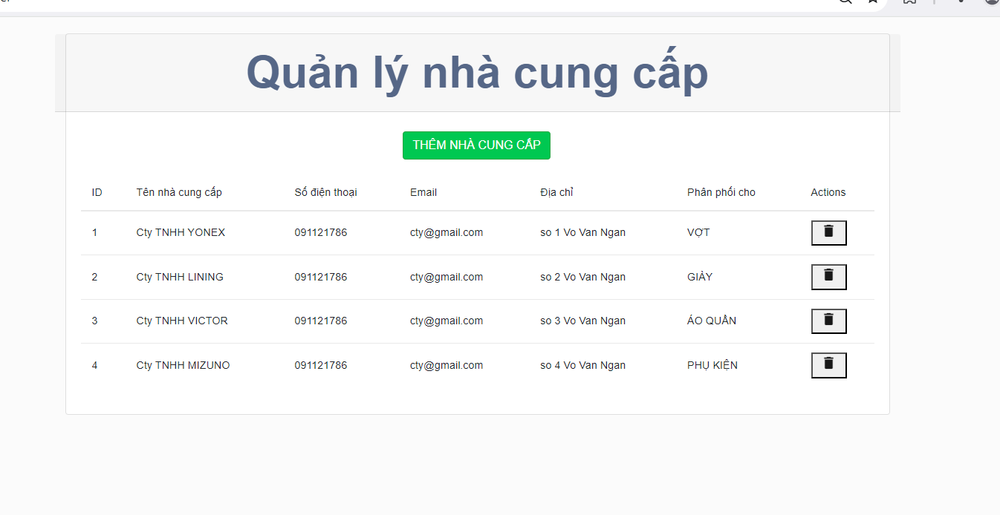 Quản lý nhà cung cấp
THÊM NHÀ CUNG CẤP
ID Tên nhà cung cấp Số điện thoại Email Địa chỉ Phân phối cho Actions
1 Cty TNHH YONEX 091121786 cty@gmail.com so 1 Vo Van Ngan VỢT
2 Cty TNHH LINING 091121786 cty@gmail.com so 2 Vo Van Ngan GIÀY
3 Cty TNHH VICTOR 091121786 cty@gmail.com so 3 Vo Van Ngan ÁO QUẦN
4 Cty TNHH MIZUNO 091121786 cty@gmail.com so 4 Vo Van Ngan PHỤ KIỆN